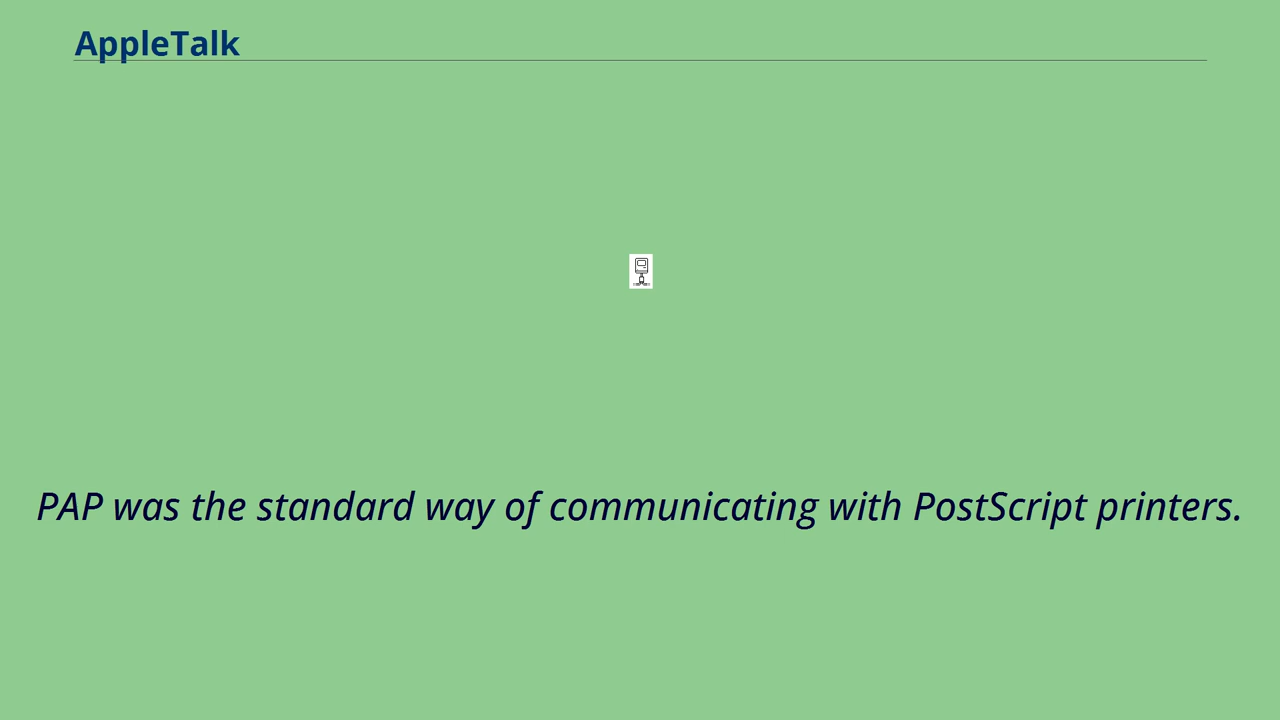 AppleTalk
PAP was the standard way of communicating with PostScript printers.